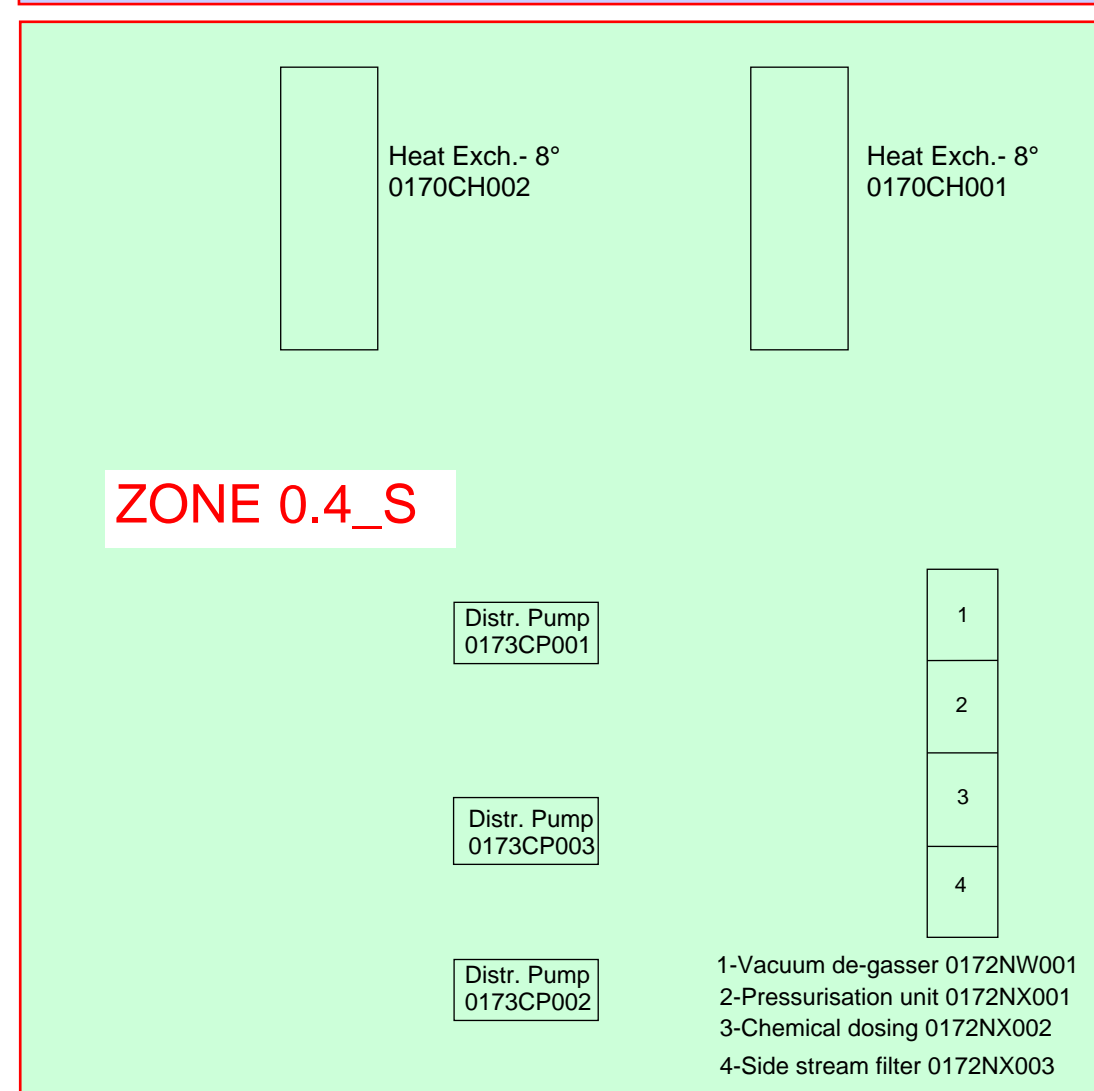 Heat Exch.- 8°
0170CH002
Heat Exch.- 8°
0170CH001
ZONE 0.4_S
Distr. Pump
0173CP001
1
2
Distr. Pump
0173CP003
3
4
Distr. Pump
0173CP002
1-Vacuum de-gasser 0172NW001
2-Pressurisation unit 0172NX001
3-Chemical dosing 0172NX002
4-Side stream filter 0172NX003